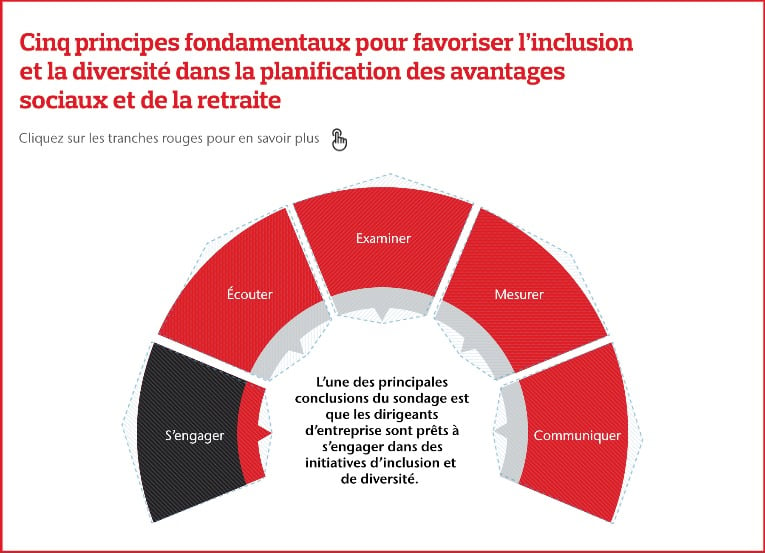 Cinq principes fondamentaux pour favoriser l’inclusion
et la diversité dans la planification des avantages
sociaux et de la retraite
Cliquez sur les tranches rouges pour en savoir plus
S’engager
Écouter
Examiner
Mesurer
Communiquer
L’une des principales
conclusions du sondage est
que les dirigeants
d’entreprise sont prêts à
s’engager dans des
initiatives d’inclusion et
de diversité.